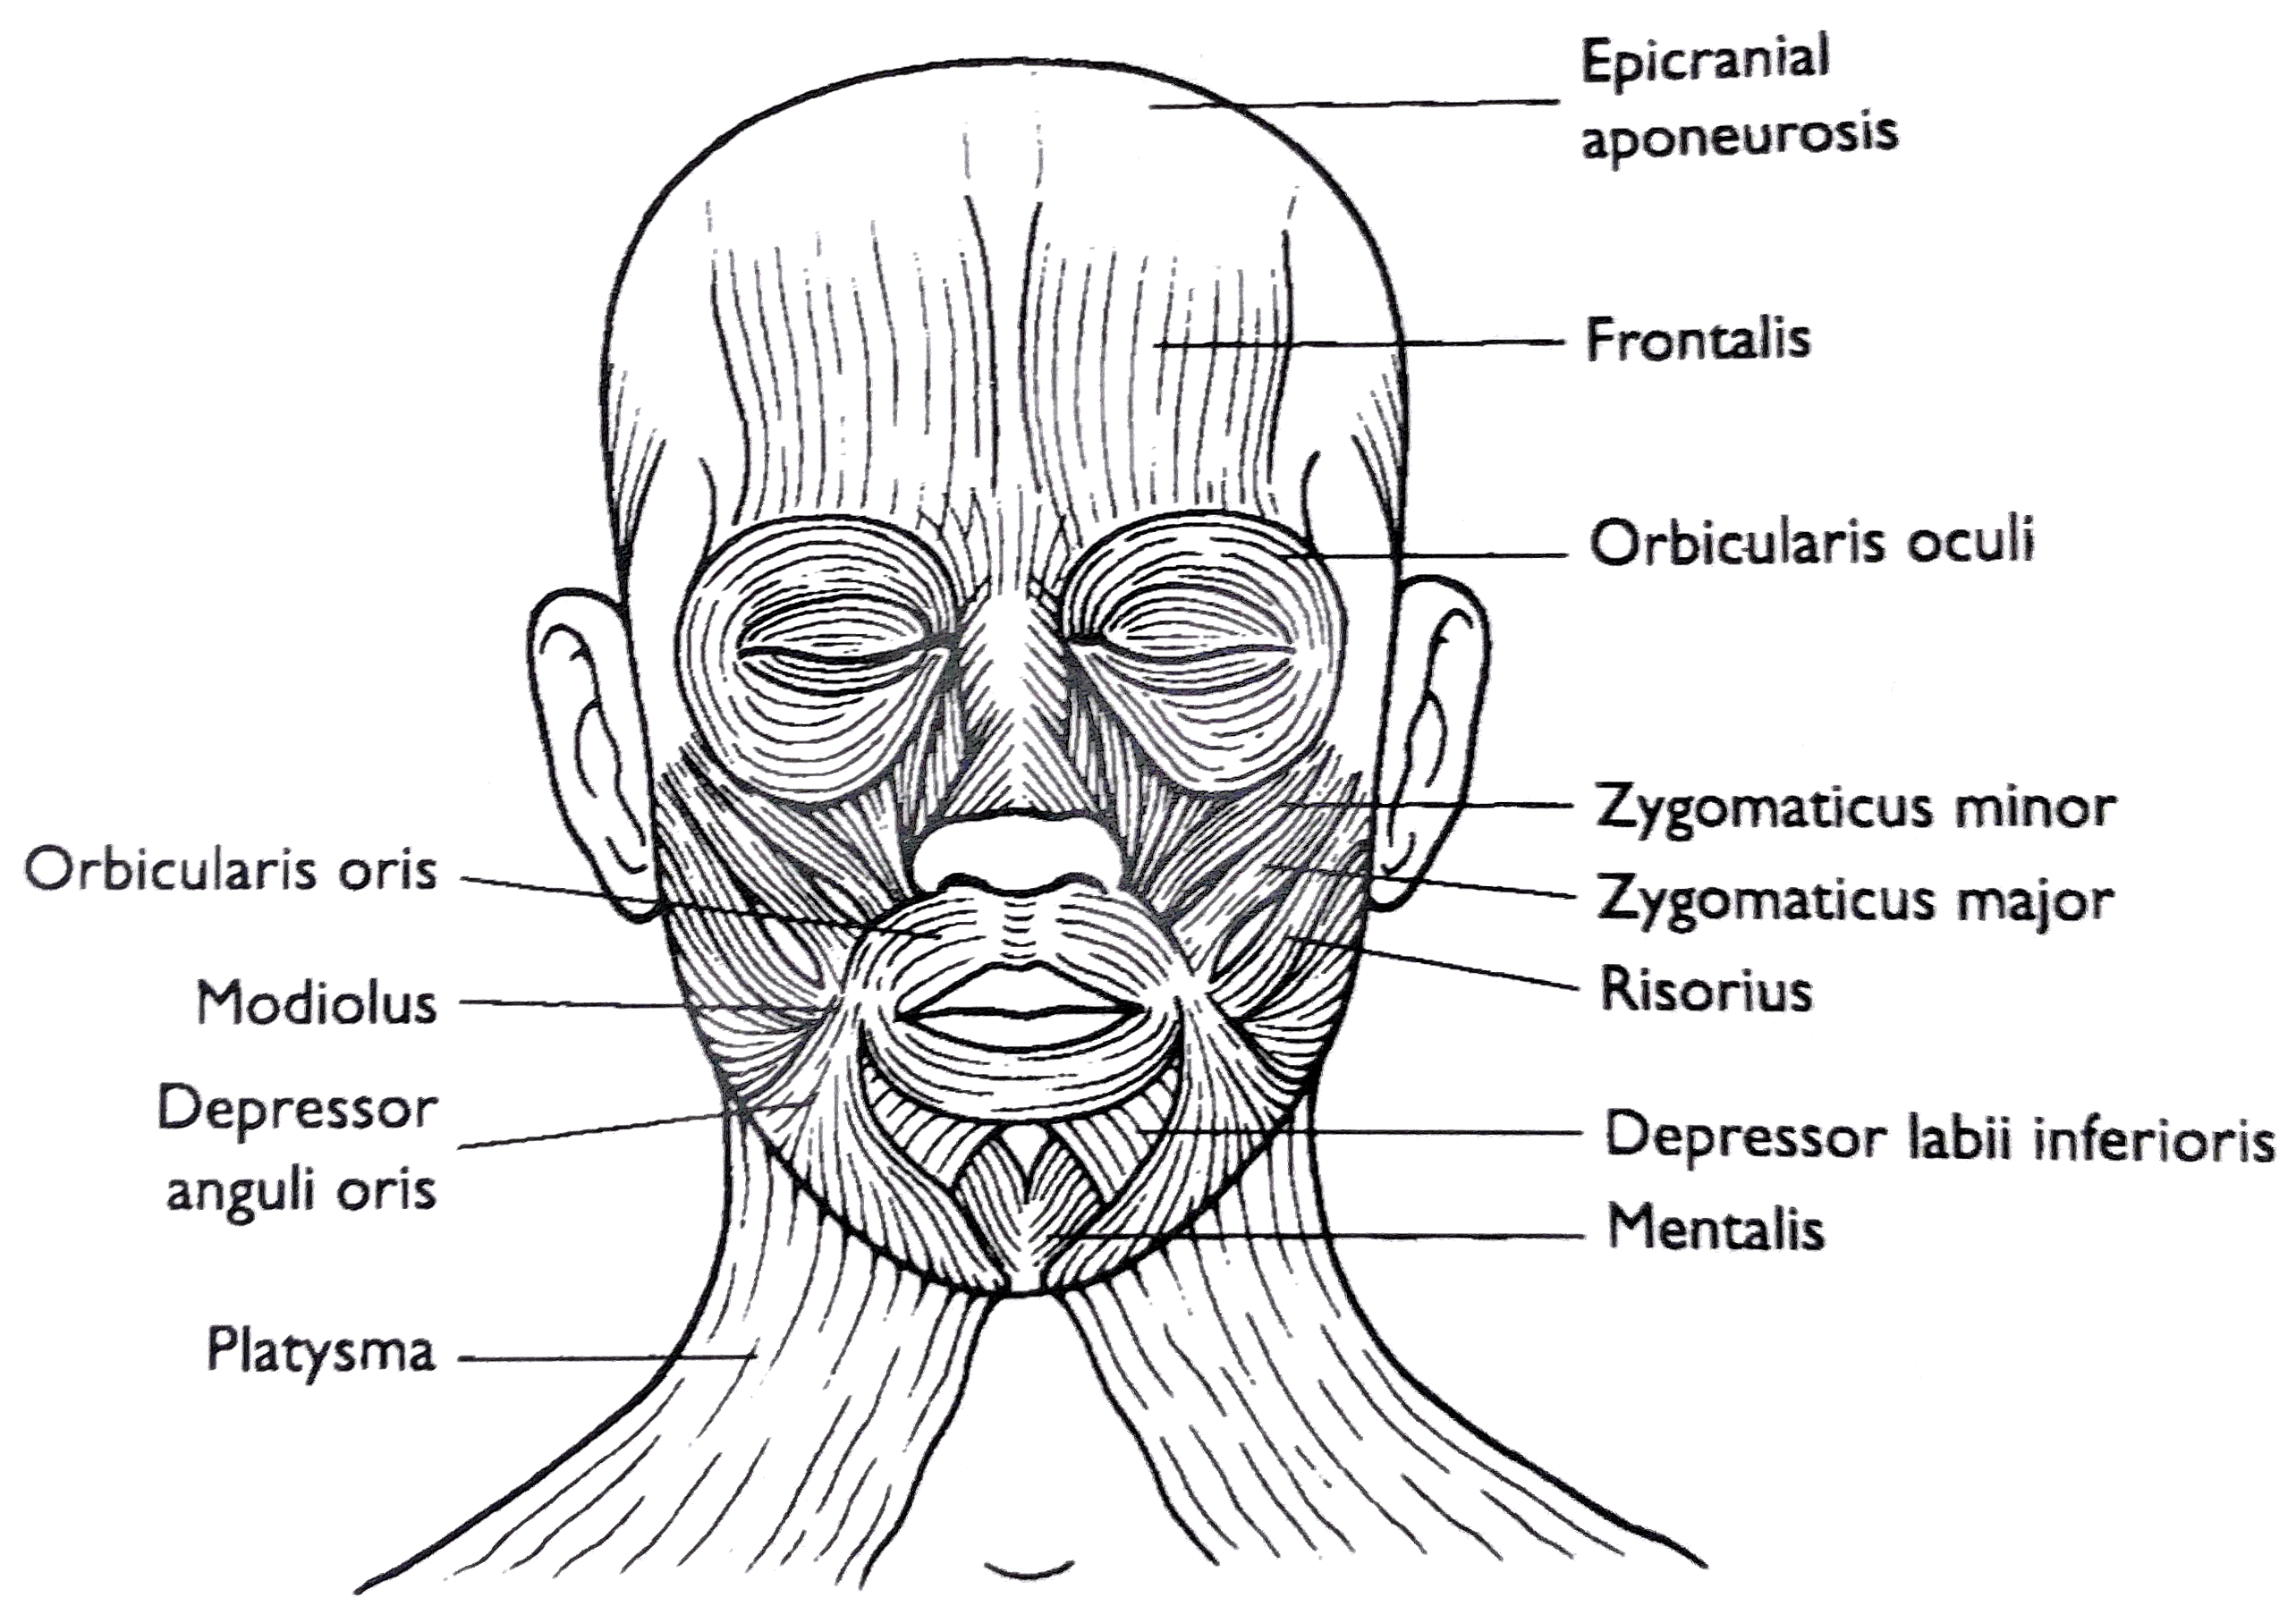 Epicranial
aponeurosis
Frontalis
Orbicularis oculi
Zygomaticus minor
Zygomaticus major
Risorius
Depressor labii inferioris
Mentalis
Orbicularis oris
Modiolus
Depressor
anguli oris
Platysma